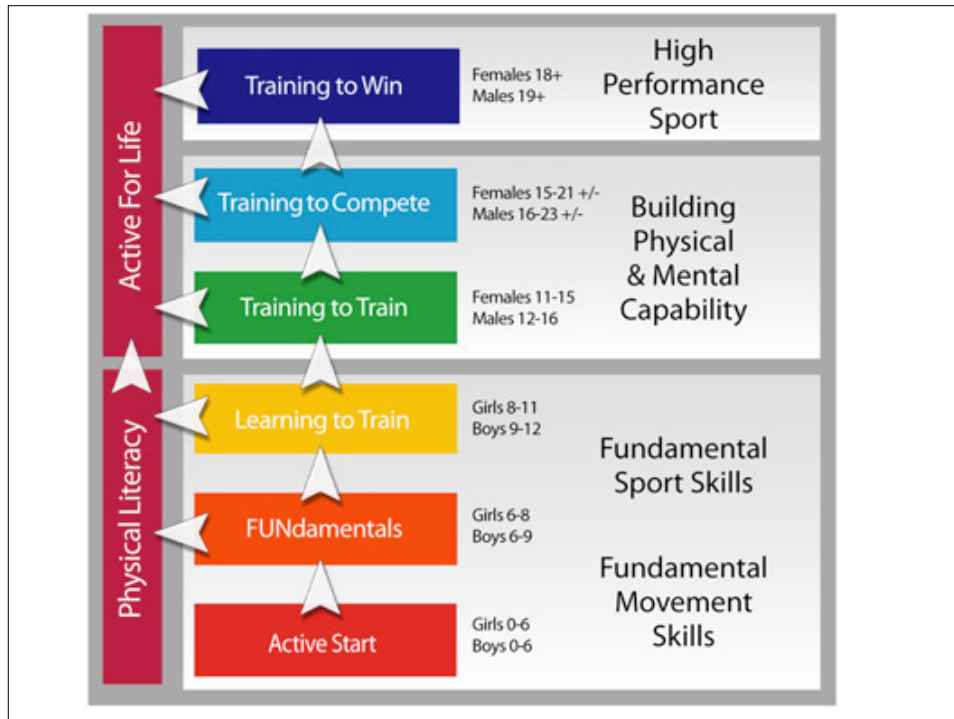 Active For Life
Physical Literacy
Training to Win
Females 18+
Males 19+
High
Performance
Sport
Training to Compete
Females 15-21 +/-
Males 16-23 +/-
Training to Train
Females 11-15
Males 12-16
Building
Physical
& Mental
Capability
Learning to Train
Girls 8-11
Boys 9-12
Fundamental
Sport Skills
FUNdamentals
Girls 6-8
Boys 6-9
Active Start
Girls 0-6
Boys 0-6
Fundamental
Movement
Skills